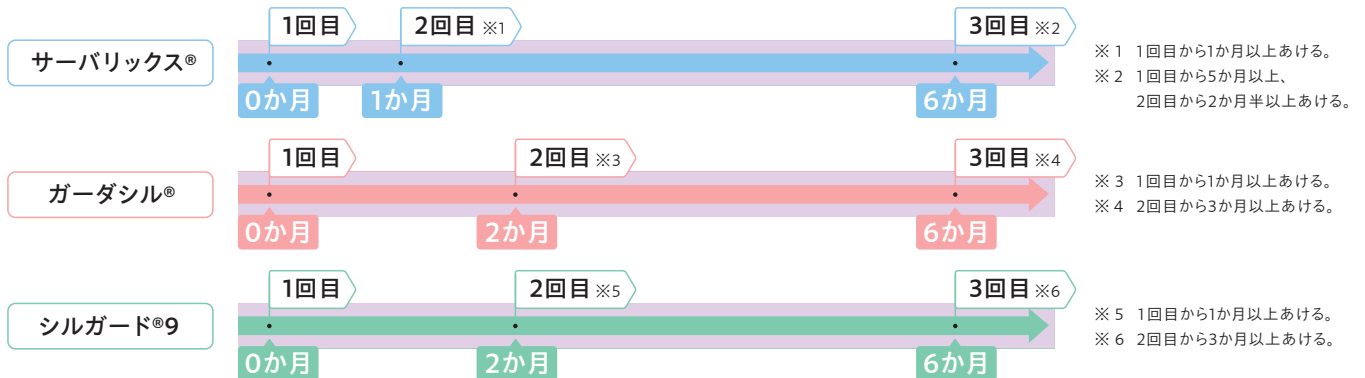 1回目 2回目 ※1 3回目 ※2
サーバリックス®
0か月 1か月 6か月
※1 1回目から1か月以上あける。
※2 1回目から5か月以上、
2回目から2か月半以上あける。
1回目 2回目 ※3 3回目 ※4
ガーダシル®
0か月 2か月 6か月
※3 1回目から1か月以上あける。
※4 2回目から3か月以上あける。
1回目 2回目 ※5 3回目 ※6
シルガード®9
0か月 2か月 6か月
※5 1回目から1か月以上あける。
※6 2回目から3か月以上あける。